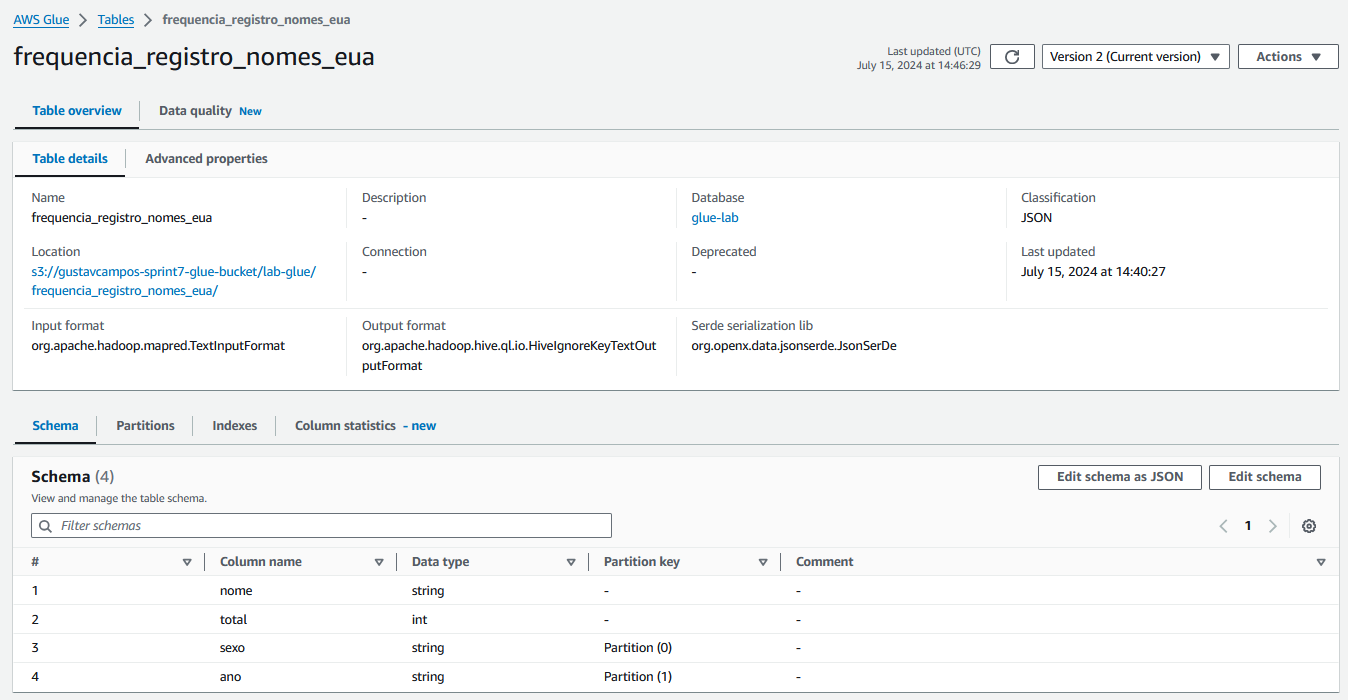 AWS Glue > Tables > frequencia_registro_nomes_eua
frequencia_registro_nomes_eua
Last updated (UTC)
July 15, 2024 at 14:46:29
Version 2 (Current version)
Actions
Table overview
Data quality New
Table details
Advanced properties
Name
frequencia_registro_nomes_eua
Description
-
Database
glue-lab
Classification
JSON
Location
s3://gustavcampos-sprint7-glue-bucket/lab-glue/
frequencia_registro_nomes_eua/
Connection
-
Deprecated
-
Last updated
July 15, 2024 at 14:40:27
Input format
org.apache.hadoop.mapred.TextInputFormat
Output format
org.apache.hadoop.hive.ql.io.HiveIgnoreKeyTextOut
putFormat
Serde serialization lib
org.openx.data.jsonserde.JsonSerDe
Schema
Partitions
Indexes
Column statistics - new
Schema (4)
View and manage the table schema.
Edit schema as JSON
Edit schema
Filter schemas
< 1 >
# Column name Data type Partition key Comment
1 nome string - -
2 total int - -
3 sexo string Partition (0) -
4 ano string Partition (1) -